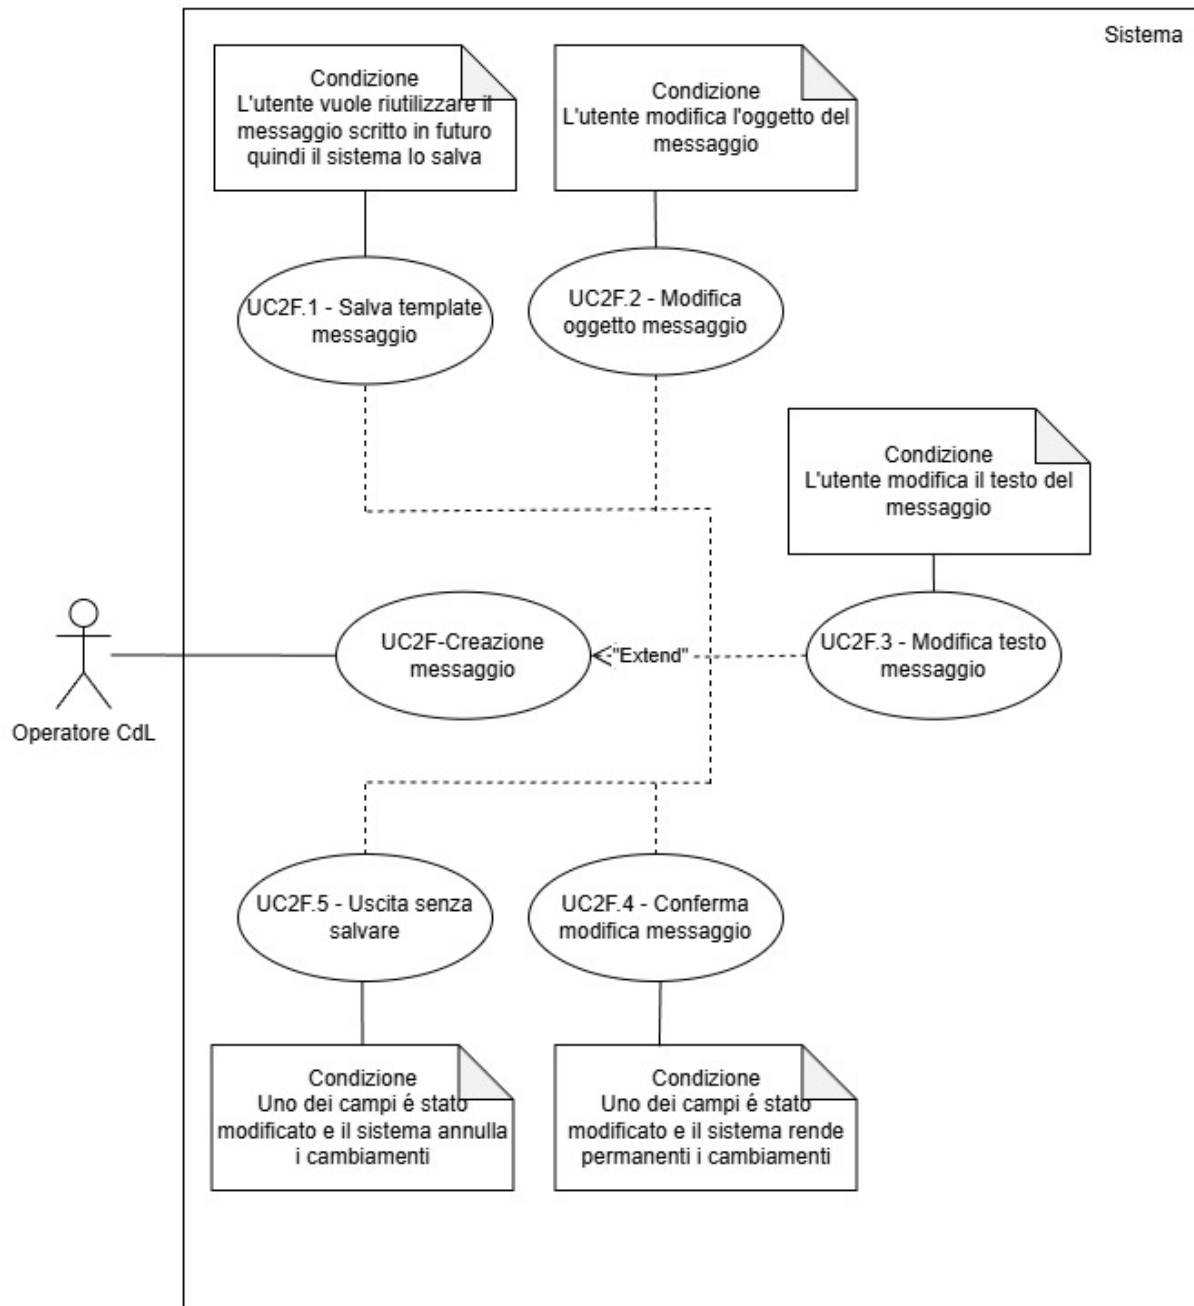 Sistema
Condizione
L'utente vuole riutilizzare il
messaggio scritto in futuro
quindi il sistema lo salva
Condizione
L'utente modifica l'oggetto del
messaggio
UC2F.1 - Salva template
messaggio
UC2F.2 - Modifica
oggetto messaggio
Condizione
L'utente modifica il testo del
messaggio
UC2F-Creazione
messaggio
"Extend"
UC2F.3 - Modifica testo
messaggio
Operatore CdL
UC2F.5 - Uscita senza
salvare
UC2F.4 - Conferma
modifica messaggio
Condizione
Uno dei campi é stato
modificato e il sistema annulla
i cambiamenti
Condizione
Uno dei campi é stato
modificato e il sistema rende
permanenti i cambiamenti